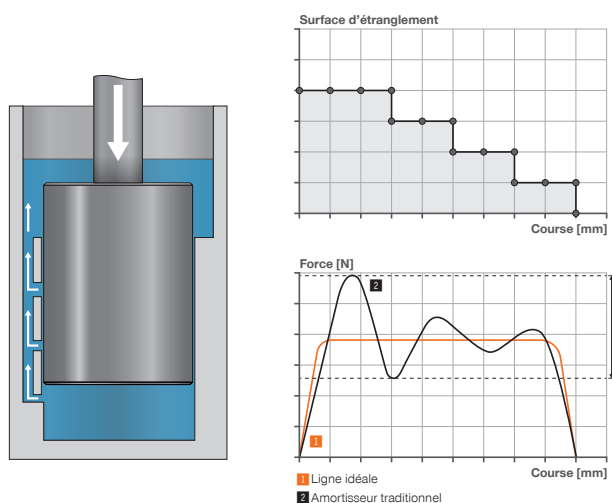 Surface d'étranglement
Course [mm]
Force [N]
2
1
Course [mm]
1 Ligne idéale
2 Amortisseur traditionnel